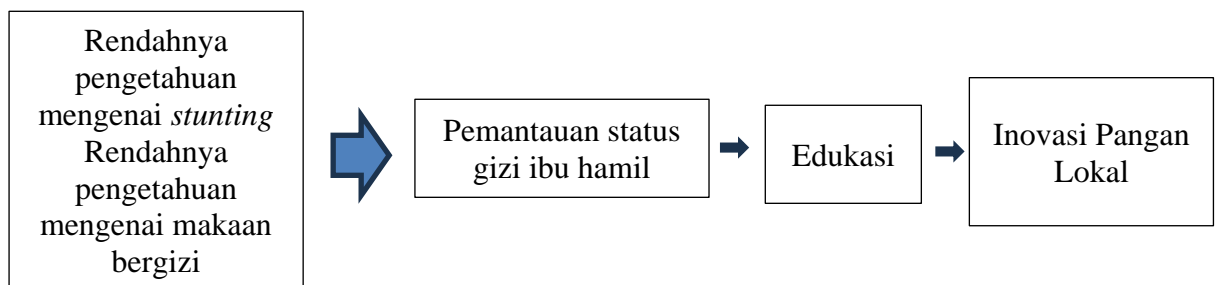 Rendahnya
pengetahuan
mengenai stunting
Rendahnya
pengetahuan
mengenai makaan
bergizi
Pemantauan status
gizi ibu hamil
Edukasi
Inovasi Pangan
Lokal